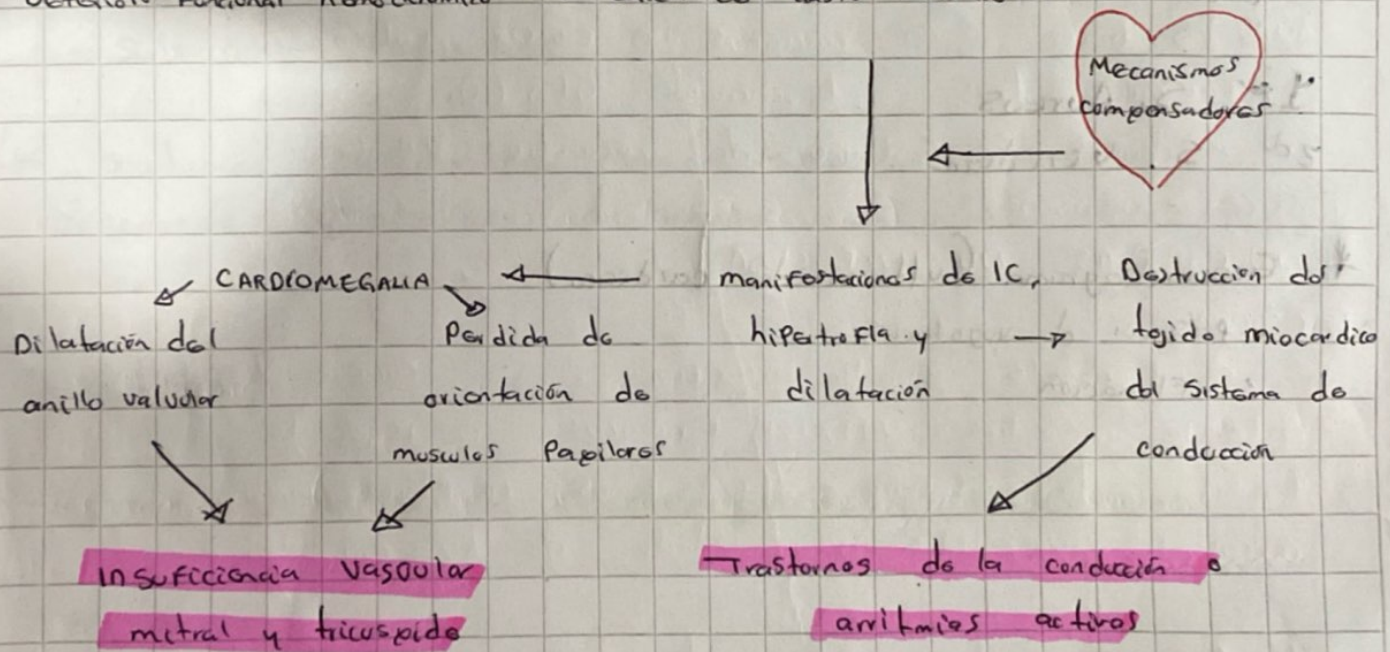 Mecanismos
compensadores
CARDIOMEGALIA
manifestaciones de IC,
hipertrofia y
dilatación
Destruccion del
tejido miocardico
del sistema de
conducción
Dilatación del
anillo valvular
Perdida de
orientación de
musculos Papilares
insuficiencia vascular
mitral y tricuspide
Trastornos de la conducción o
arritmias activas